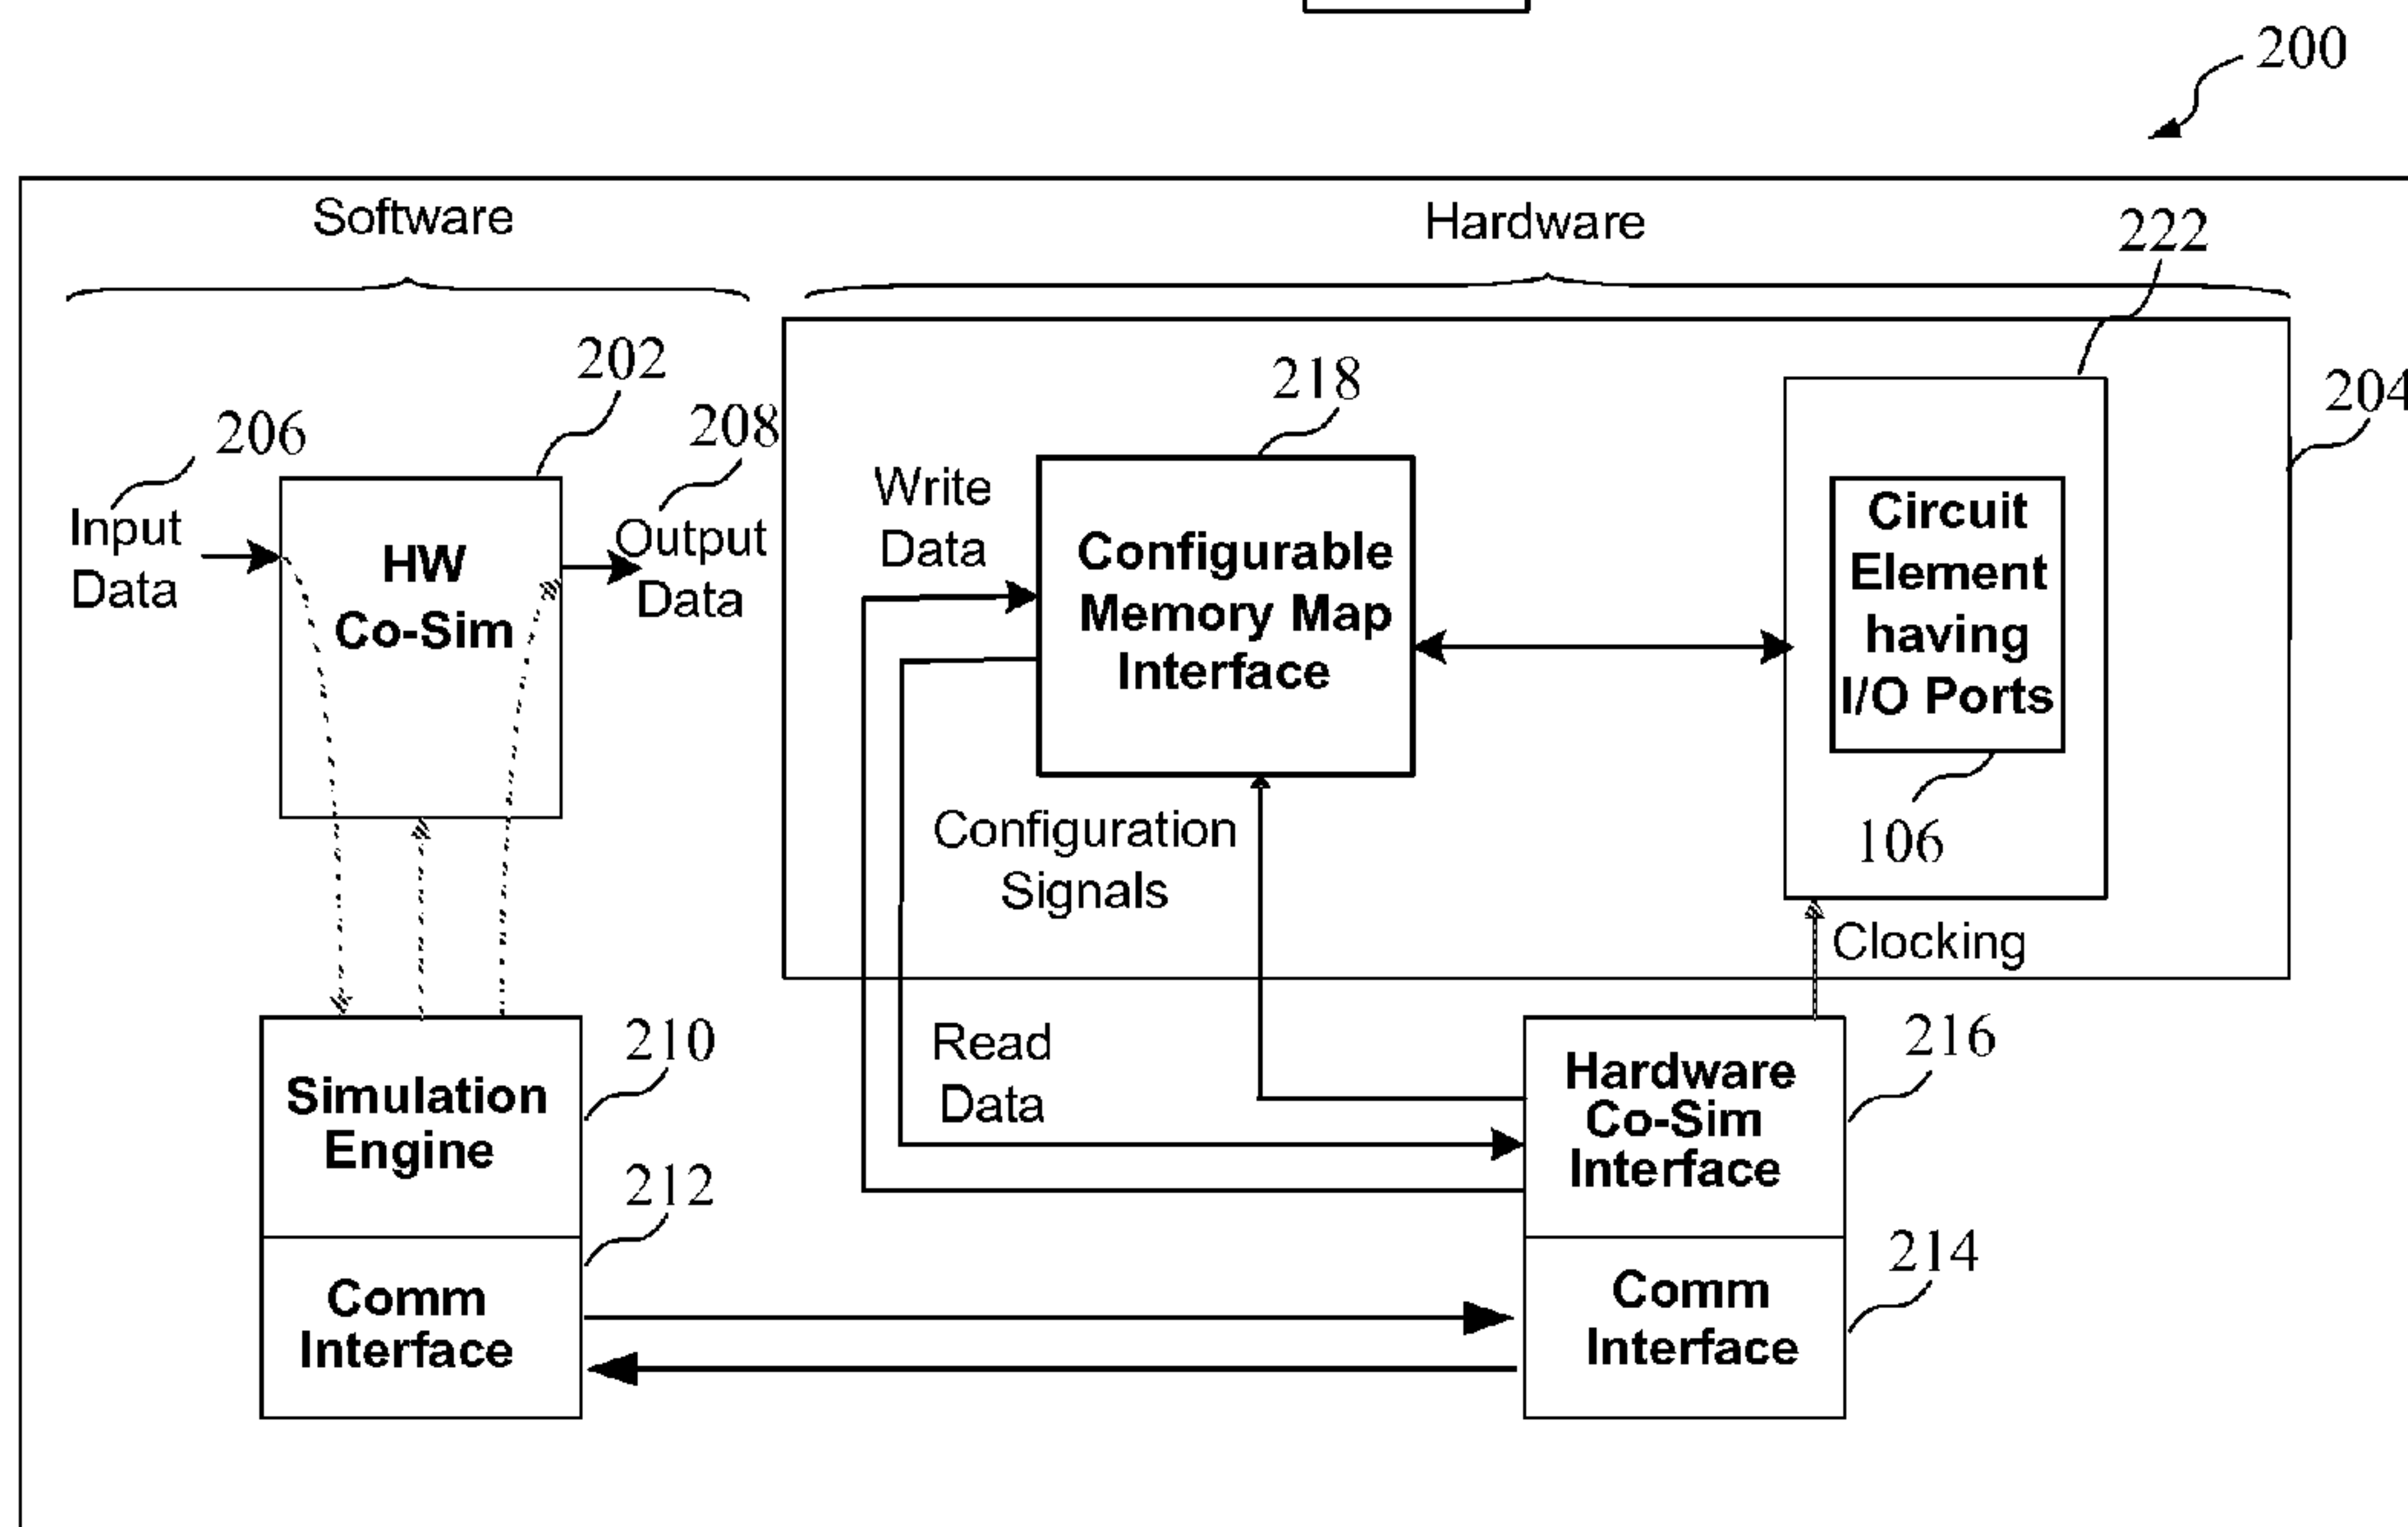 200
Software
Hardware
222
202
218
204
206
208
Input
Data
HW
Co-Sim
Output
Data
Write
Data
Configurable
Memory Map
Interface
Circuit
Element
having
I/O Ports
106
Configuration
Signals
Clocking
Read
Data
210
Simulation
Engine
212
Comm
Interface
216
Hardware
Co-Sim
Interface
214
Comm
Interface